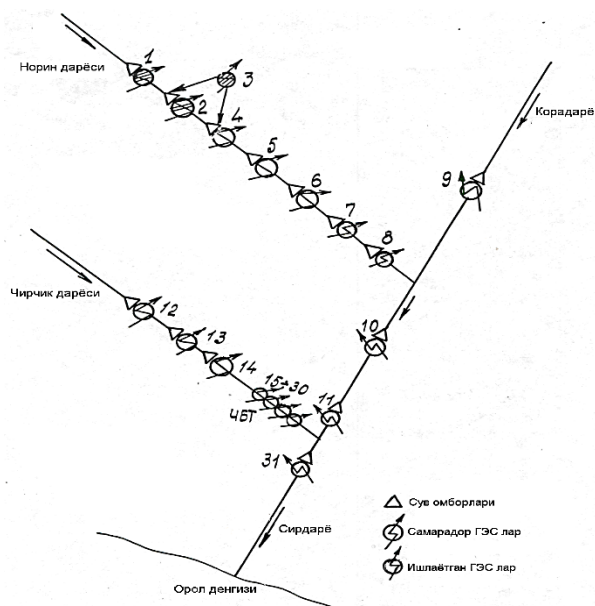 1
Норин дарёси
3
2
4
Корадарё
5
6
9
7
8
Чирчик дарёси
12
13
10
14
15÷30
ЧБТ
11
31
Сув омборлари
Самарадор ГЭС лар
Сирдарё
Ишлаётган ГЭС лар
Орол денгизи